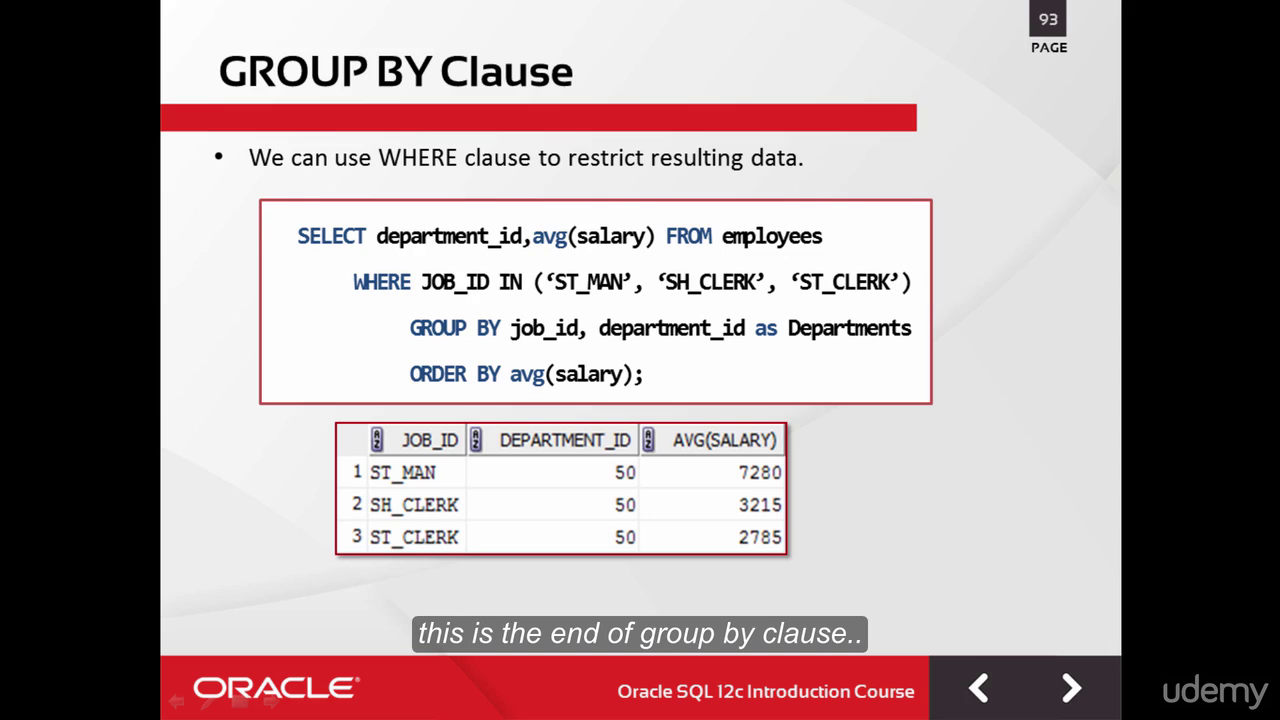 93
PAGE
GROUP BY Clause
• We can use WHERE clause to restrict resulting data.
SELECT department_id,avg(salary) FROM employees
WHERE JOB_ID IN (‘ST_MAN’, ‘SH_CLERK’, ‘ST_CLERK’)
GROUP BY job_id, department_id as Departments
ORDER BY avg(salary);
JOB_ID DEPARTMENT_ID AVG(SALARY)
1 ST_MAN 50 7280
2 SH_CLERK 50 3215
3 ST_CLERK 50 2785
this is the end of group by clause..
ORACLE®
Oracle SQL 12c Introduction Course
udemy